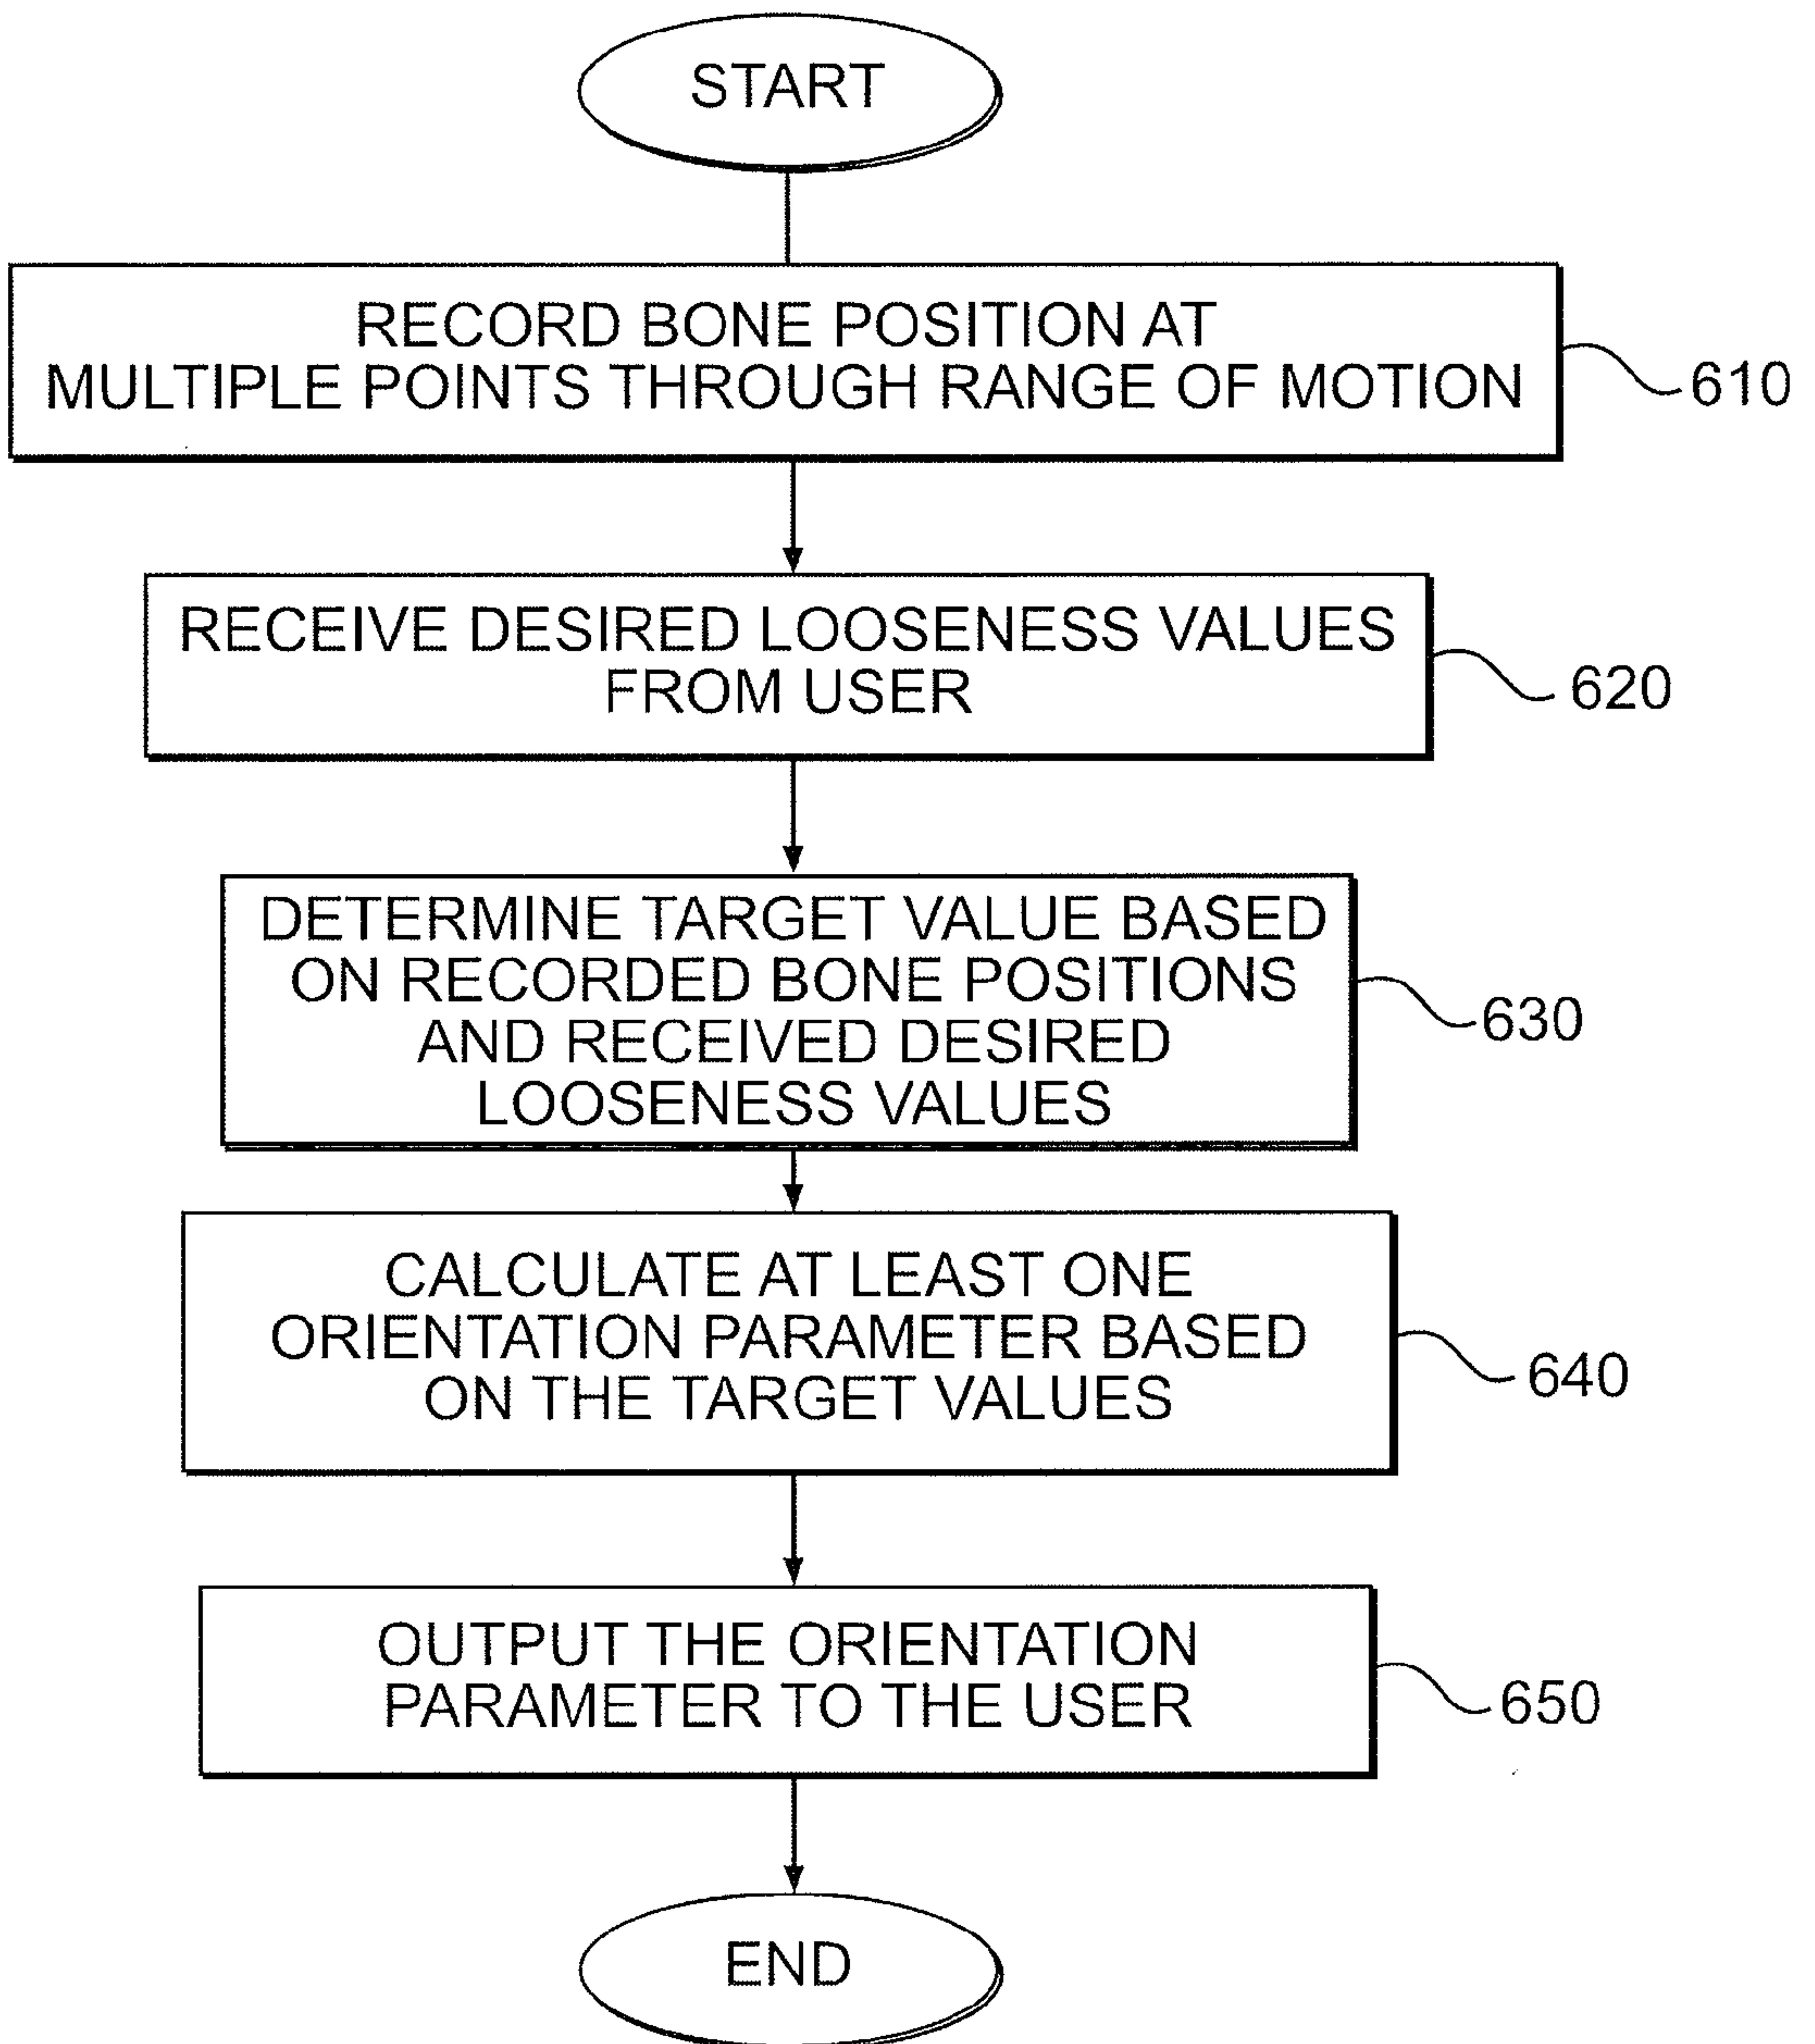 START
RECORD BONE POSITION AT
MULTIPLE POINTS THROUGH RANGE OF MOTION
610
RECEIVE DESIRED LOOSENESS VALUES
FROM USER
620
DETERMINE TARGET VALUE BASED
ON RECORDED BONE POSITIONS
AND RECEIVED DESIRED
LOOSENESS VALUES
630
CALCULATE AT LEAST ONE
ORIENTATION PARAMETER BASED
ON THE TARGET VALUES
640
OUTPUT THE ORIENTATION
PARAMETER TO THE USER
650
END